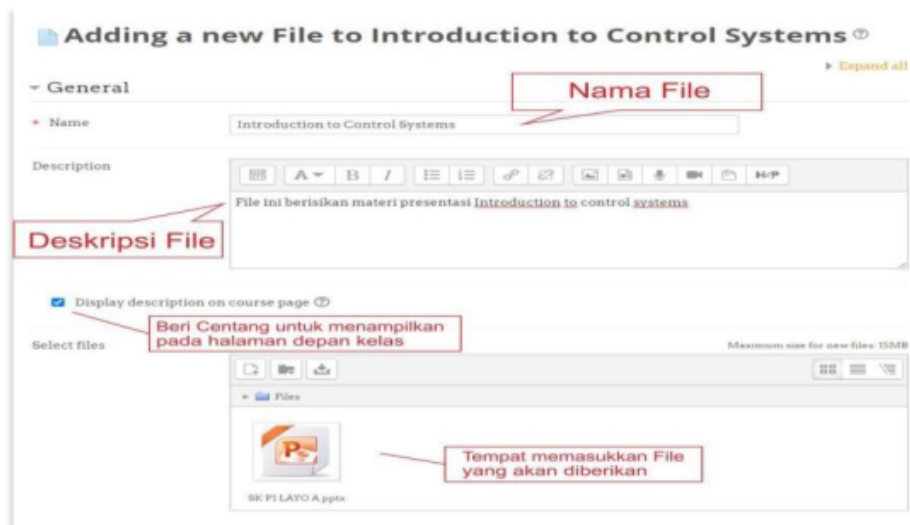 Adding a new File to Introduction to Control Systems
Expand all
General
Nama File
Name
Introduction to Control Systems
Description
A B I H-P
File ini berisikan materi presentasi Introduction to control systems
Deskripsi File
Display description on course page
Beri Centang untuk menampilkan
pada halaman depan kelas
Select files
Maximum size for new files: 15MB
Files
Tempat memasukkan File
yang akan diberikan
SK P1 LAYO A.pptx